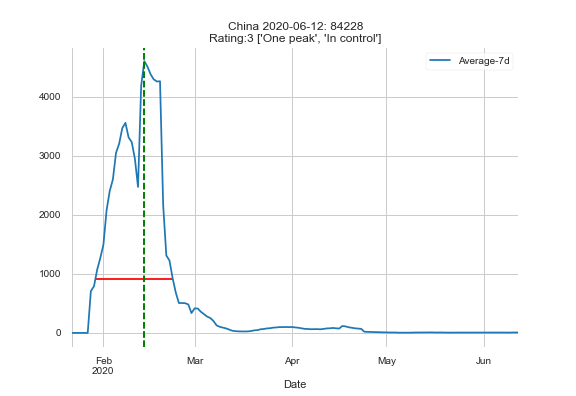 China 2020-06-12: 84228
Rating:3 ['One peak', 'In control']
Average-7d
4000
3000
2000
1000
0
Feb
2020
Mar
Apr
May
Jun
Date